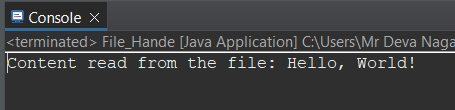 Console
<terminated> File_Hande [Java Application] C:\Users\Mr Deva Naga
Content read from the file: Hello, World!